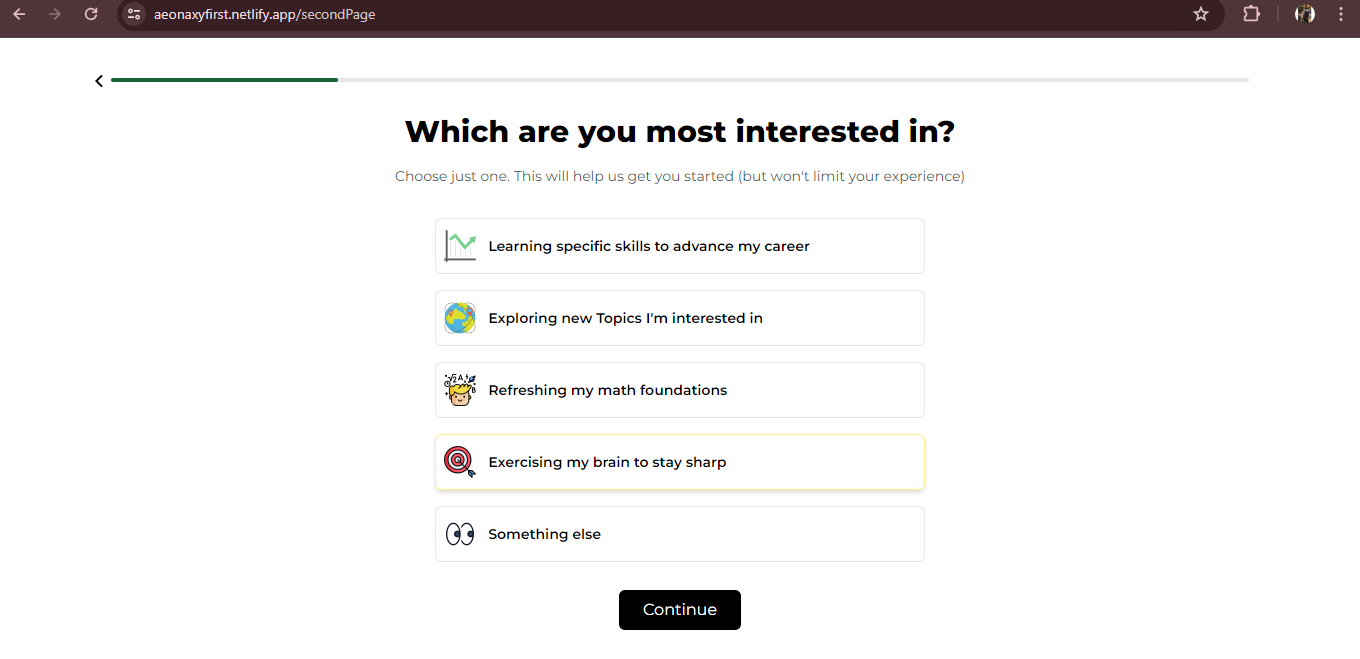 aeonaxyfirst.netlify.app/secondPage
Which are you most interested in?
Choose just one. This will help us get you started (but won't limit your experience)
Learning specific skills to advance my career
Exploring new Topics I'm interested in
Refreshing my math foundations
Exercising my brain to stay sharp
Something else
Continue